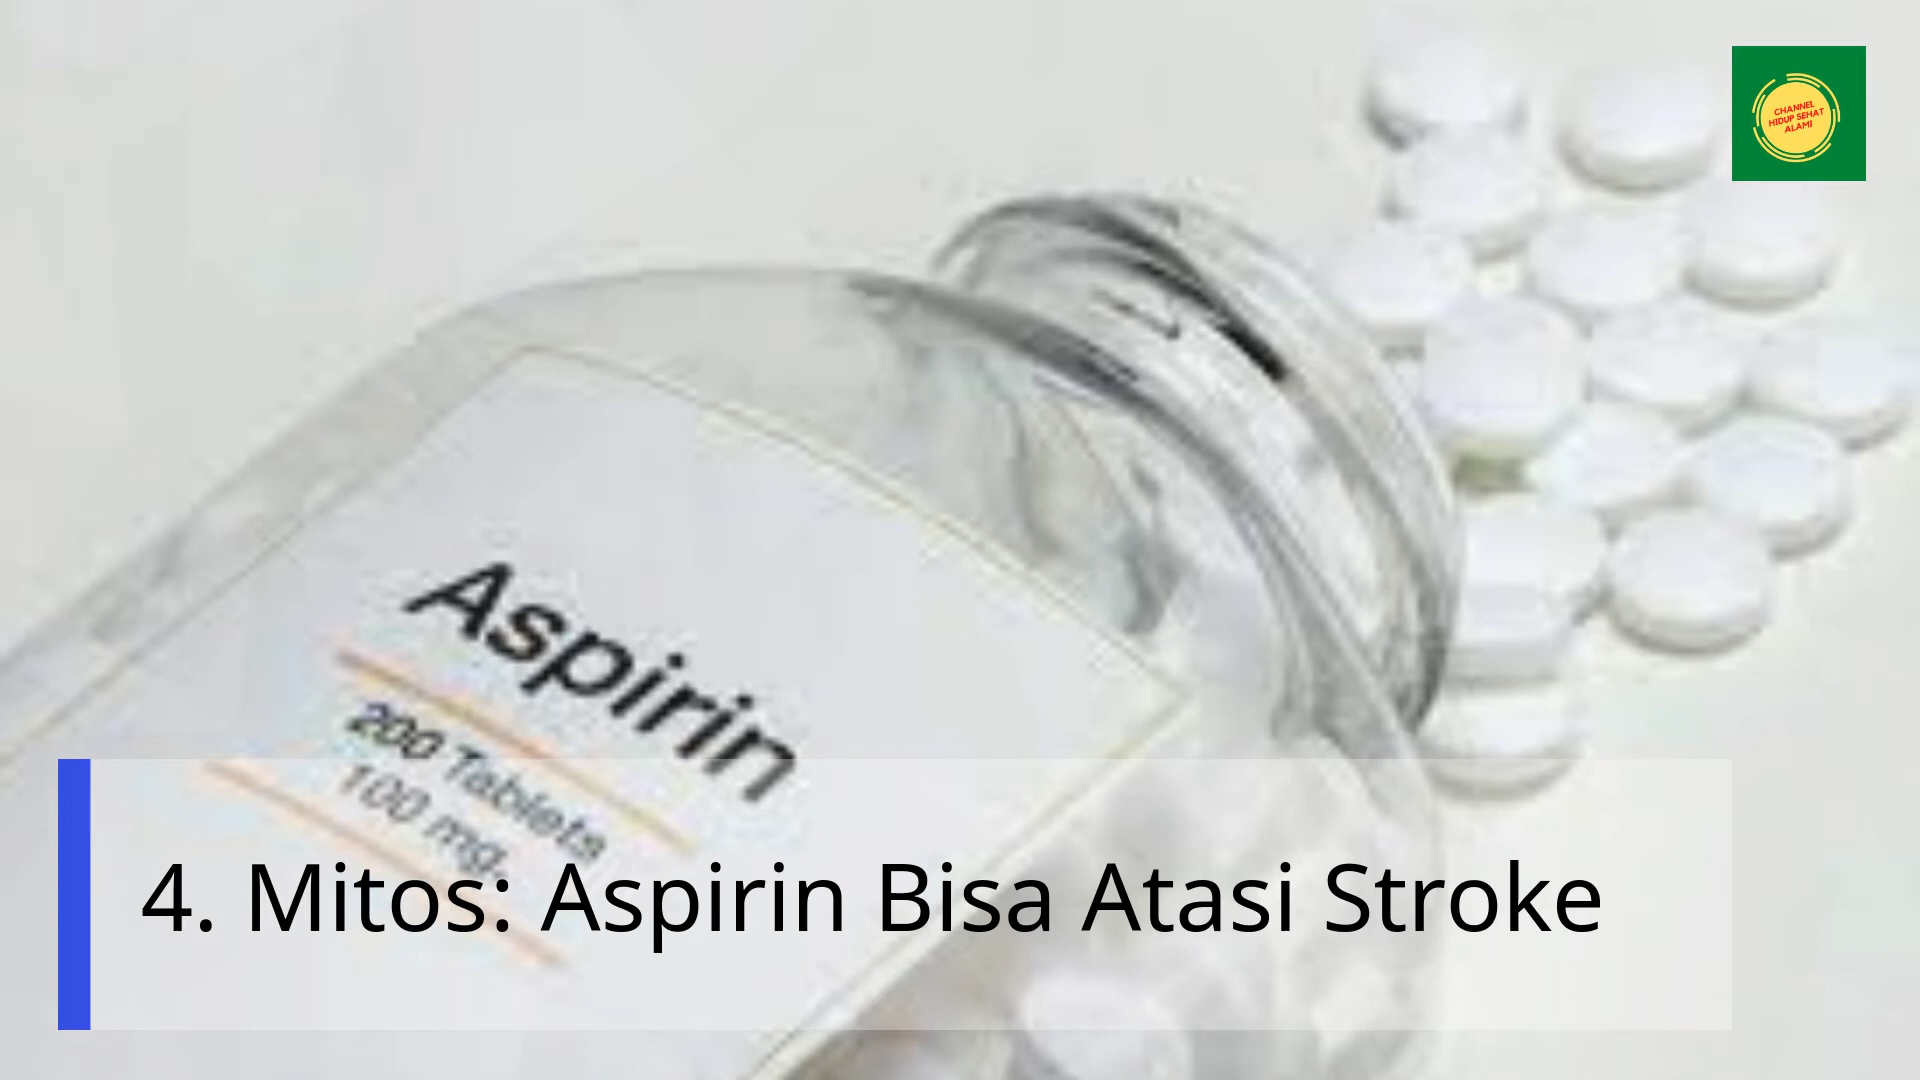 CHANNEL
HIDUP SEHAT
ALAMI
Aspirin
200 Tablets
100 mg.
4. Mitos: Aspirin Bisa Atasi Stroke